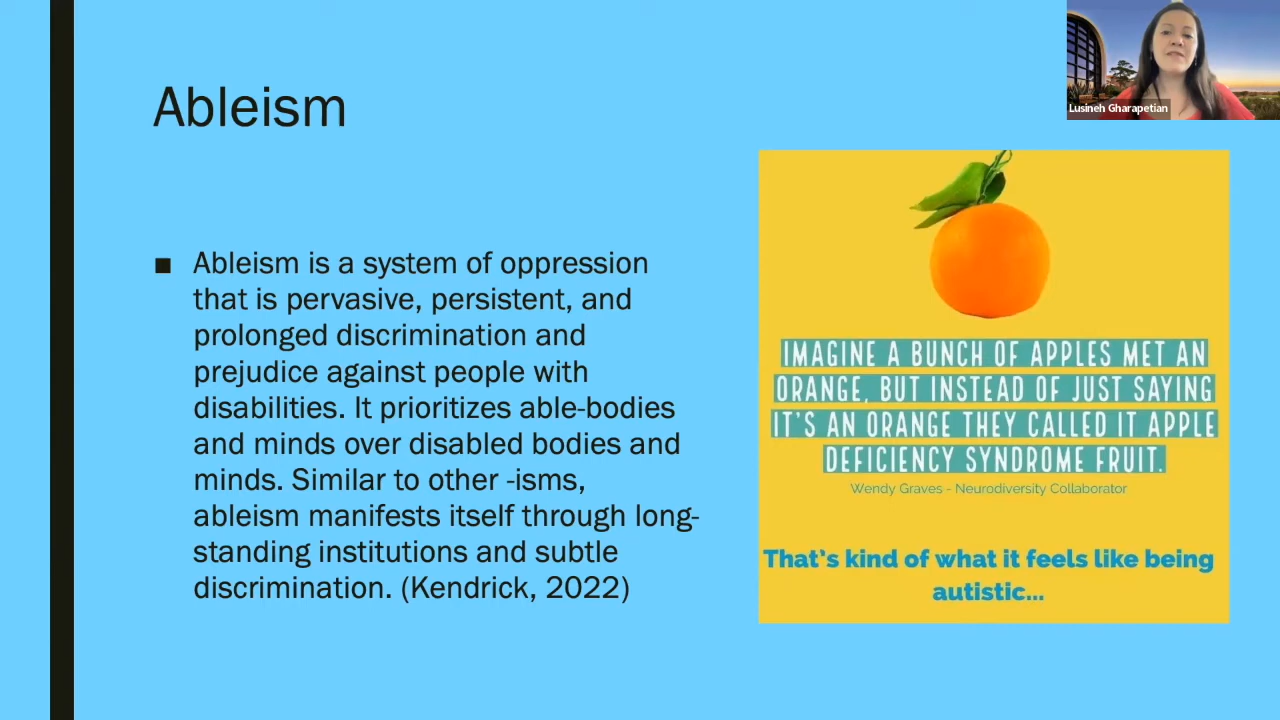 Ableism
Lusineh Gharapetian
■ Ableism is a system of oppression
that is pervasive, persistent, and
prolonged discrimination and
prejudice against people with
disabilities. It prioritizes able-bodies
and minds over disabled bodies and
minds. Similar to other -isms,
ableism manifests itself through long-
standing institutions and subtle
discrimination. (Kendrick, 2022)
IMAGINE A BUNCH OF APPLES MET AN
ORANGE, BUT INSTEAD OF JUST SAYING
IT'S AN ORANGE THEY CALLED IT APPLE
DEFICIENCY SYNDROME FRUIT.
Wendy Graves - Neurodiversity Collaborator
That's kind of what it feels like being
autistic...